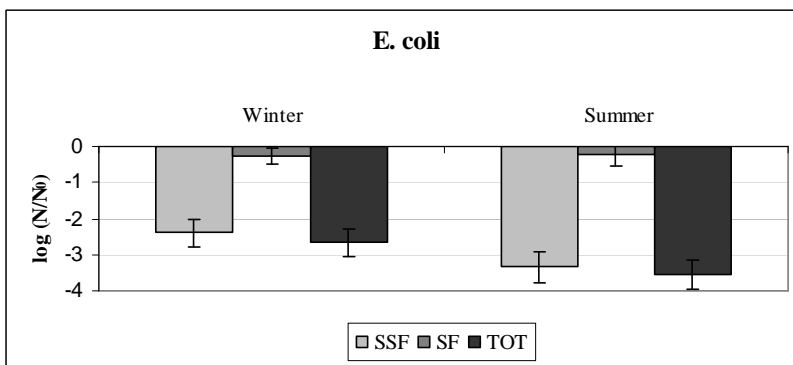 E. coli
Winter Summer
0
-1
-2
-3
-4
log (N/N₀)
SSF SF TOT